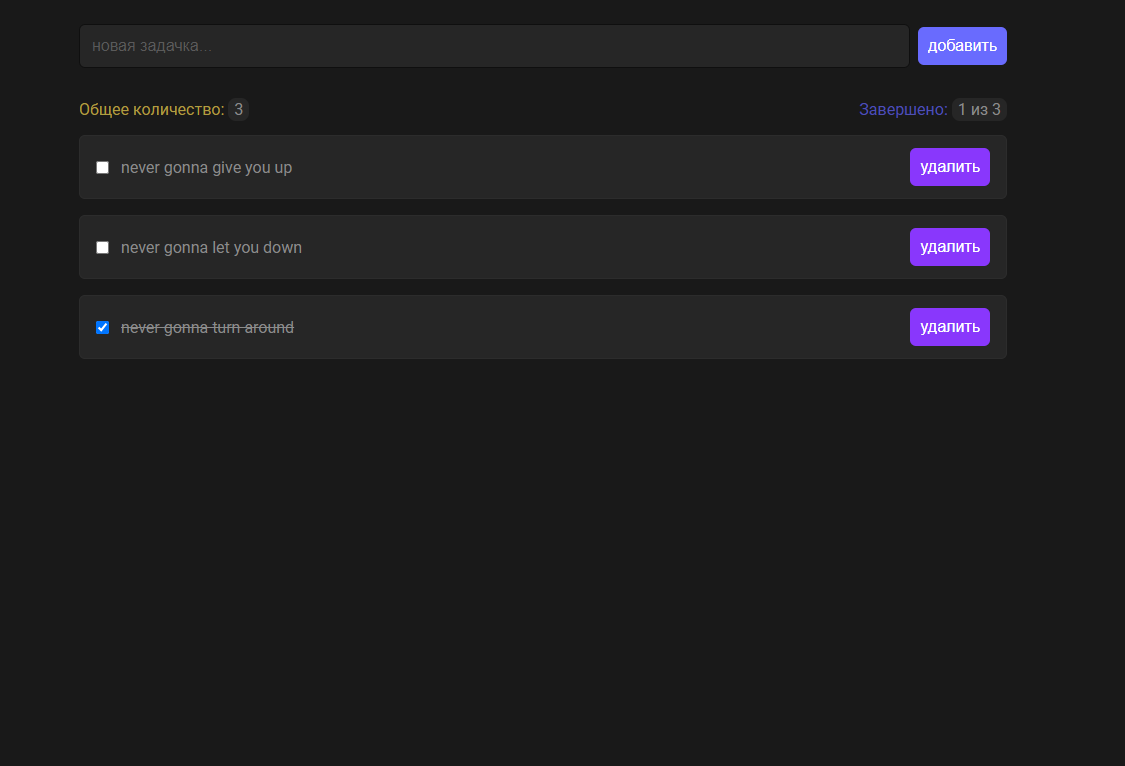 новая задачка... добавить
Общее количество: 3 Завершено: 1 из 3
never gonna give you up удалить
never gonna let you down удалить
never gonna turn around удалить